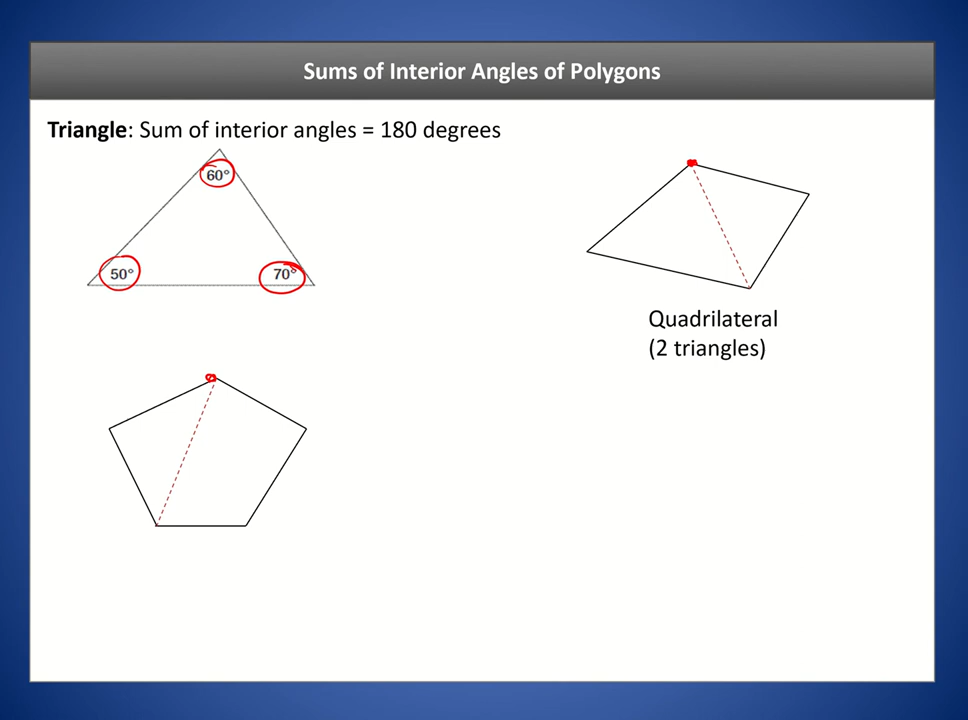 Sums of Interior Angles of Polygons
Triangle: Sum of interior angles = 180 degrees
60°
50°
70°
Quadrilateral
(2 triangles)